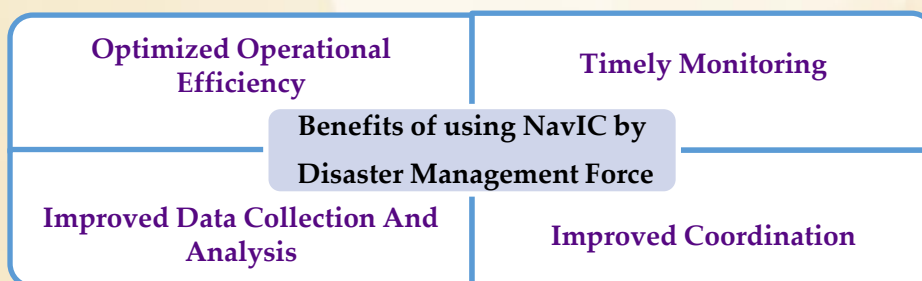 Optimized Operational
Efficiency
Timely Monitoring
Benefits of using NavIC by
Disaster Management Force
Improved Data Collection And
Analysis
Improved Coordination